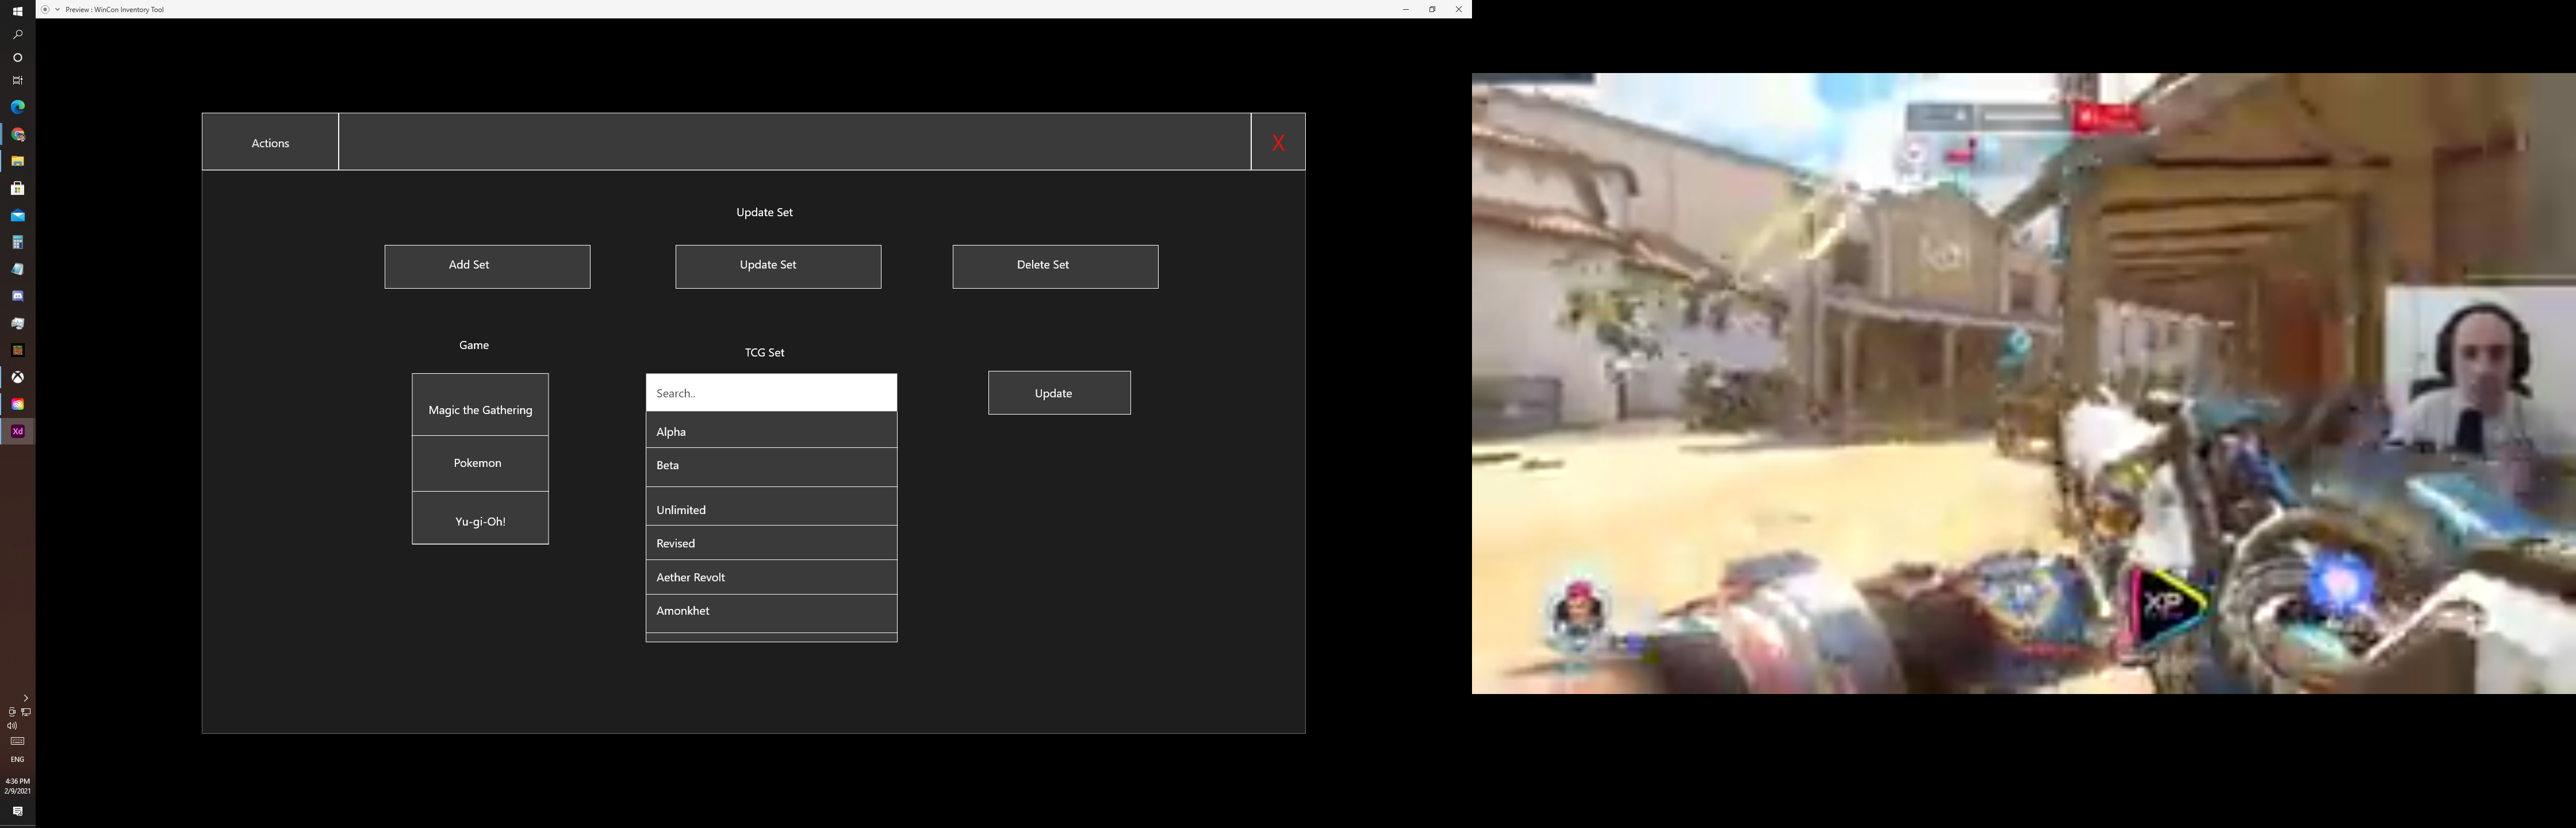 Preview : WinCon Inventory Tool
Actions
X
Update Set
Add Set
Update Set
Delete Set
Game
TCG Set
Magic the Gathering
Pokemon
Yu-gi-Oh!
Search..
Alpha
Beta
Unlimited
Revised
Aether Revolt
Amonkhet
Update
Xd
ENG
4:36 PM
2/9/2021
XP